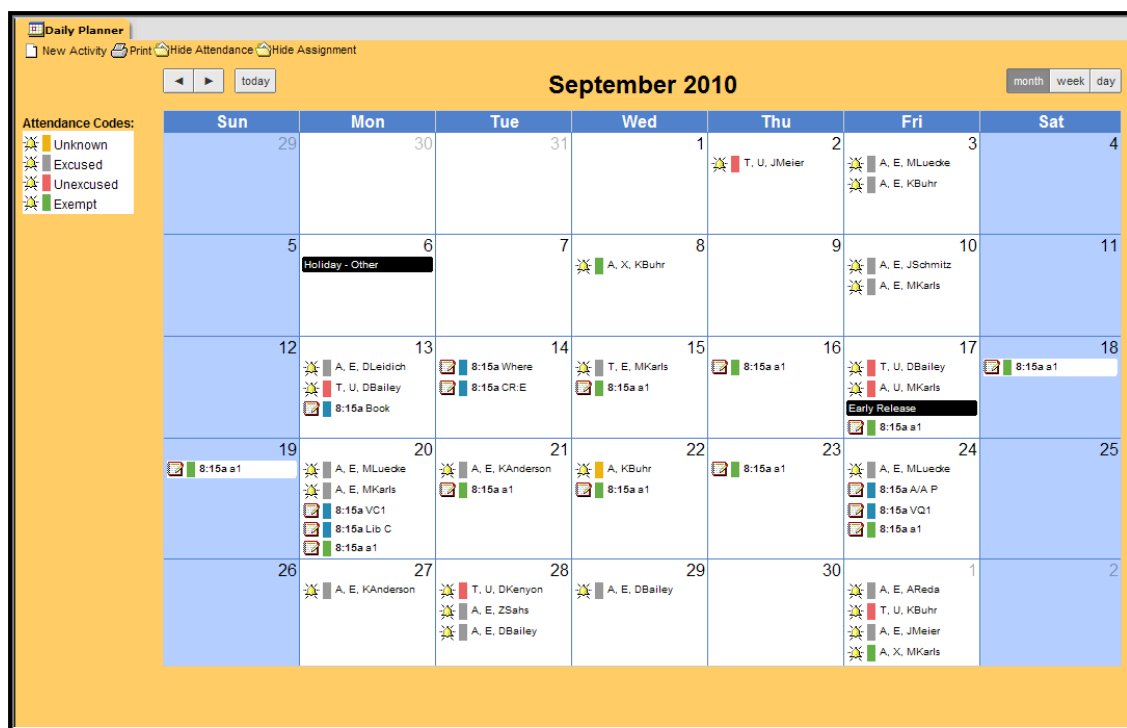 Daily Planner
New Activity Print Hide Attendance Hide Assignment
◄ ► today
September 2010
month week day
Attendance Codes:
Unknown
Excused
Unexcused
Exempt
Sun Mon Tue Wed Thu Fri Sat
29 30 31 1 2 3 4
T, U, JMeier
A, E, MLuecke
A, E, KBuhr
5 6 7 8 9 10 11
Holiday - Other
A, X, KBuhr
A, E, JSchmitz
A, E, MKarls
12 13 14 15 16 17 18
A, E, DLeidich
T, U, DBailey
8:15a Book
8:15a Where
8:15a CR:E
T, E, MKarls
8:15a a1
8:15a a1
T, U, DBailey
A, U, MKarls
Early Release
8:15a a1
8:15a a1
19 20 21 22 23 24 25
8:15a a1
A, E, MLuecke
A, E, MKarls
8:15a VC1
8:15a Lib C
8:15a a1
A, E, KAnderson
8:15a a1
A, KBuhr
8:15a a1
8:15a a1
A, E, MLuecke
8:15a A/A P
8:15a VQ1
8:15a a1
26 27 28 29 30 1 2
A, E, KAnderson
T, U, DKenyon
A, E, ZSahs
A, E, DBailey
A, E, DBailey
A, E, AReda
T, U, KBuhr
A, E, JMeier
A, X, MKarls